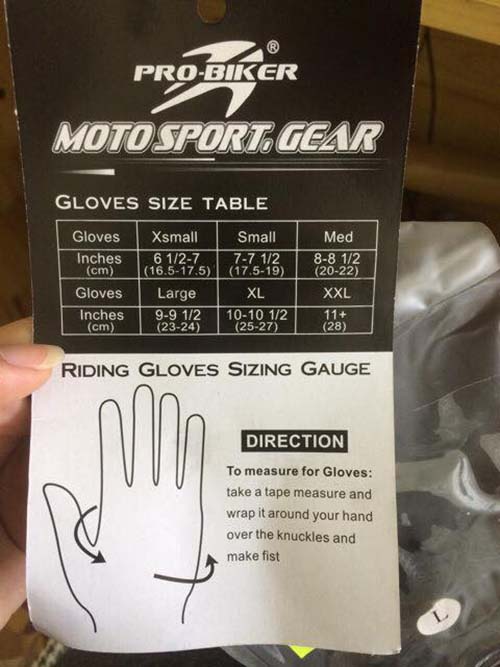 ®
PRO-BIKER
MOTO SPORT. GEAR
GLOVES SIZE TABLE
Gloves Xsmall Small Med
Inches (cm) 6 1/2-7 (16.5-17.5) 7-7 1/2 (17.5-19) 8-8 1/2 (20-22)
Gloves Large XL XXL
Inches (cm) 9-9 1/2 (23-24) 10-10 1/2 (25-27) 11+ (28)
RIDING GLOVES SIZING GAUGE
DIRECTION
To measure for Gloves:
take a tape measure and
wrap it around your hand
over the knuckles and
make fist
L